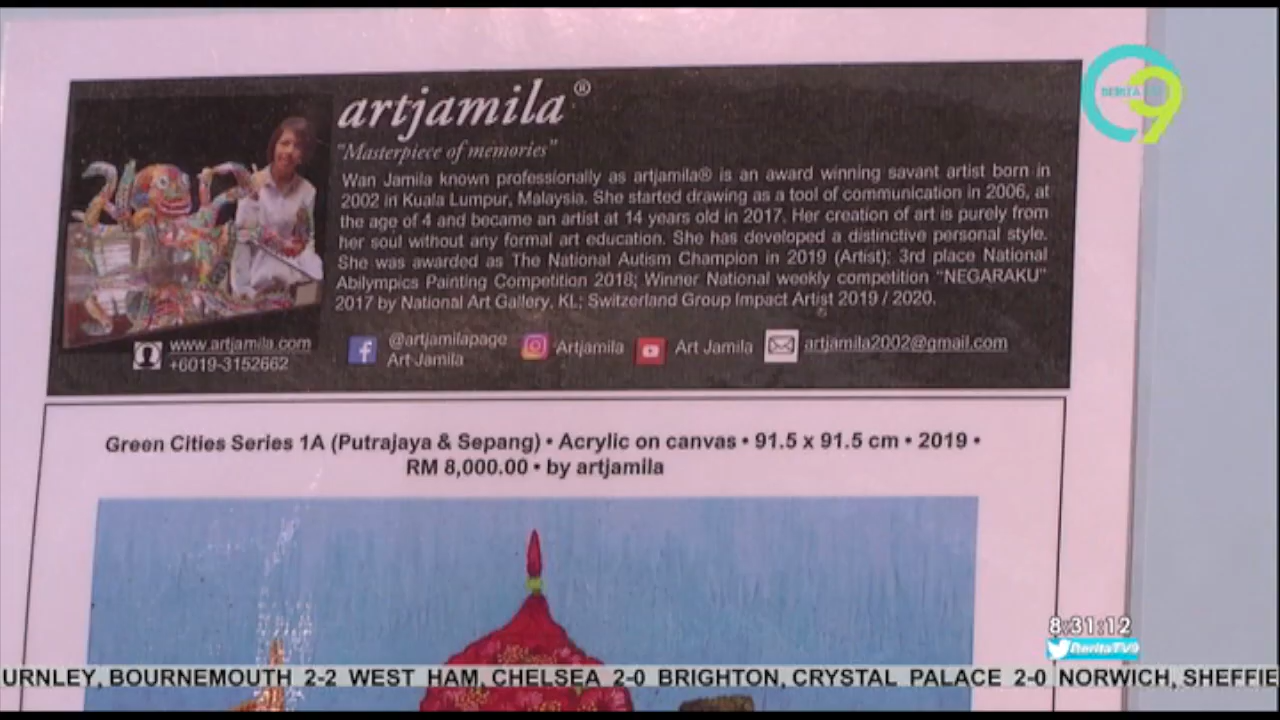 artjamila®
"Masterpiece of memories"
Wan Jamila known professionally as artjamila® is an award winning savant artist born in
2002 in Kuala Lumpur, Malaysia. She started drawing as a tool of communication in 2006, at
the age of 4 and became an artist at 14 years old in 2017. Her creation of art is purely from
her soul without any formal art education. She has developed a distinctive personal style.
She was awarded as The National Autism Champion in 2019 (Artist); 3rd place National
Abilympics Painting Competition 2018; Winner National weekly competition "NEGARAKU"
2017 by National Art Gallery, KL; Switzerland Group Impact Artist 2019 / 2020.
www.artjamila.com
+6019-3152662
@artjamilapage
Art Jamila
Artjamila
Art Jamila
artjamila2002@gmail.com
Green Cities Series 1A (Putrajaya & Sepang) • Acrylic on canvas • 91.5 x 91.5 cm • 2019 •
RM 8,000.00 • by artjamila
BERITA
9
8:31:12
BeritaTV9
URNLEY, BOURNEMOUTH 2-2 WEST HAM, CHELSEA 2-0 BRIGHTON, CRYSTAL PALACE 2-0 NORWICH, SHEFFIE